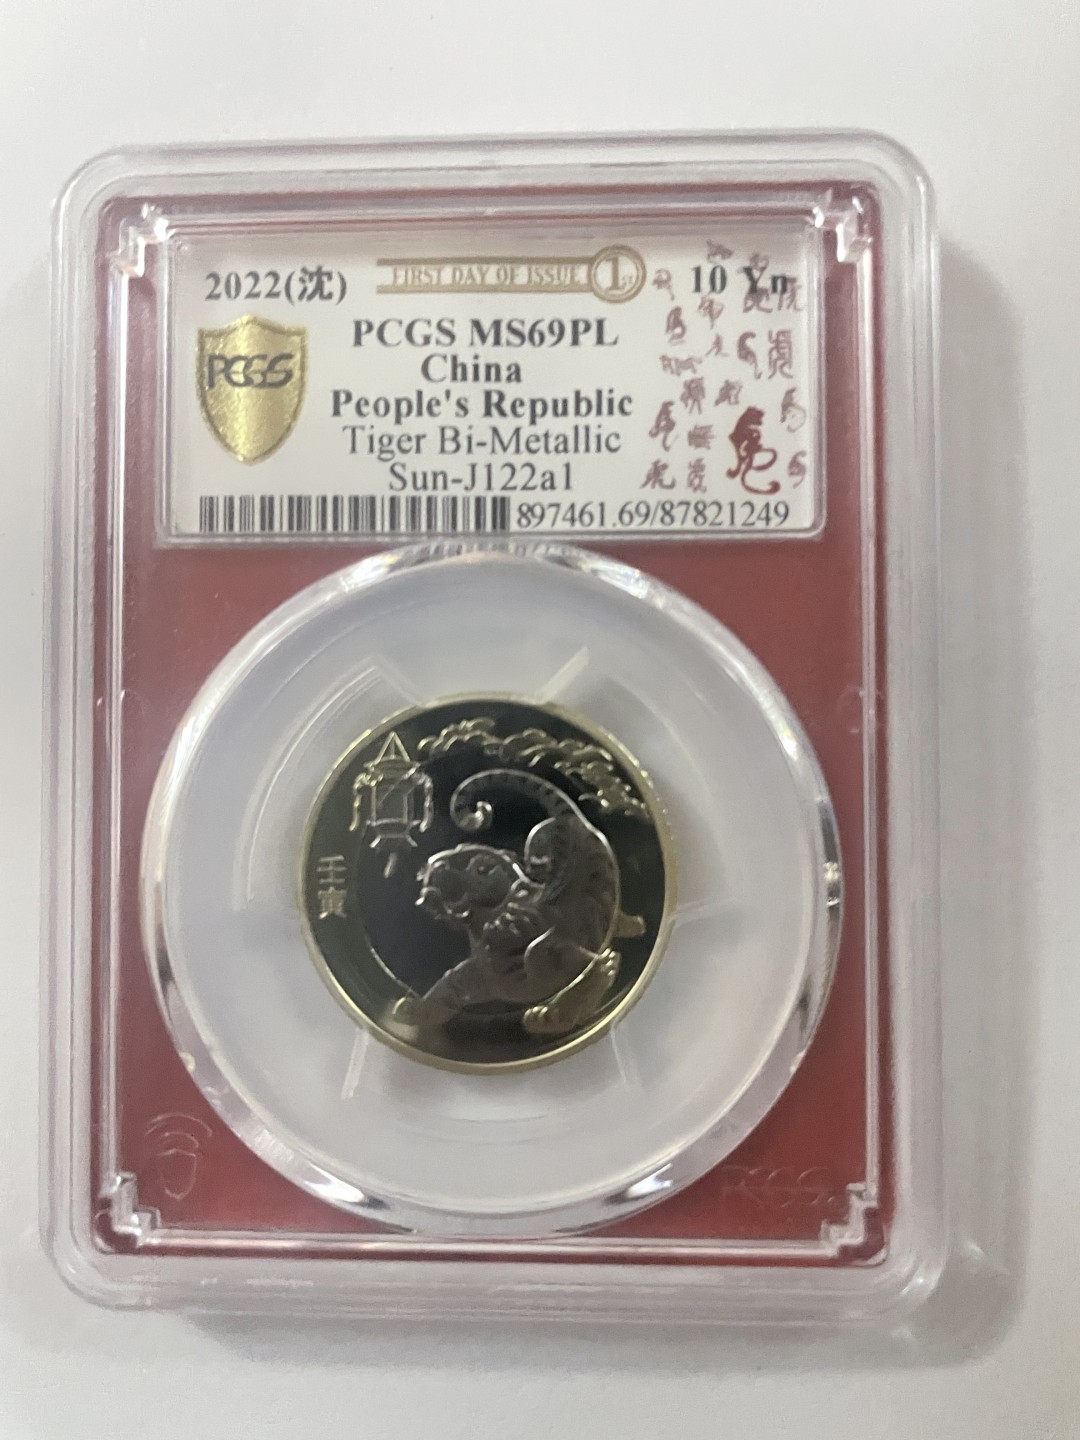 2022(沈) FIRST DAY OF ISSUE 1ST 10 Yn
PCGS MS69PL
PCGS China
People's Republic
Tiger Bi-Metallic
Sun-J122a1
897461.69/87821249
壬寅
PCGS